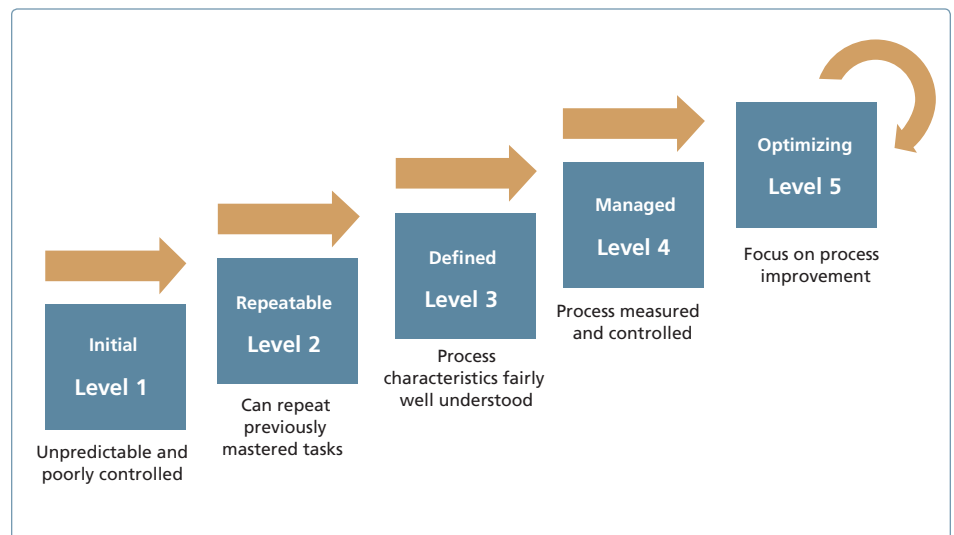 Initial
Level 1
Unpredictable and
poorly controlled
Repeatable
Level 2
Can repeat
previously
mastered tasks
Defined
Level 3
Process
characteristics fairly
well understood
Managed
Level 4
Process measured
and controlled
Optimizing
Level 5
Focus on process
improvement